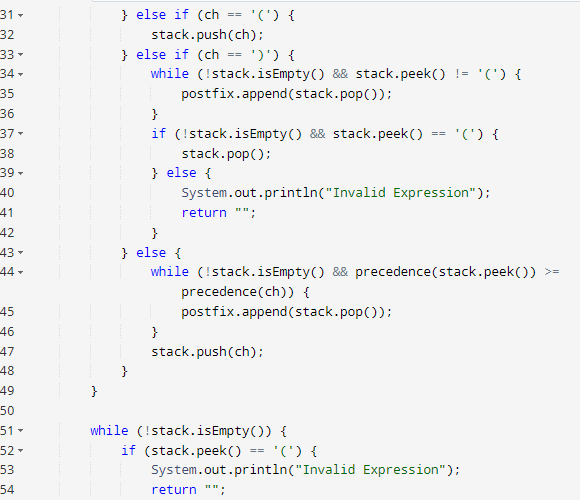 31 } else if (ch == '(') {
32 stack.push(ch);
33 } else if (ch == ')') {
34 while (!stack.isEmpty() && stack.peek() != '(') {
35 postfix.append(stack.pop());
36 }
37 if (!stack.isEmpty() && stack.peek() == '(') {
38 stack.pop();
39 } else {
40 System.out.println("Invalid Expression");
41 return "";
42 }
43 } else {
44 while (!stack.isEmpty() && precedence(stack.peek()) >=
precedence(ch)) {
45 postfix.append(stack.pop());
46 }
47 stack.push(ch);
48 }
49 }
50
51 while (!stack.isEmpty()) {
52 if (stack.peek() == '(') {
53 System.out.println("Invalid Expression");
54 return "";